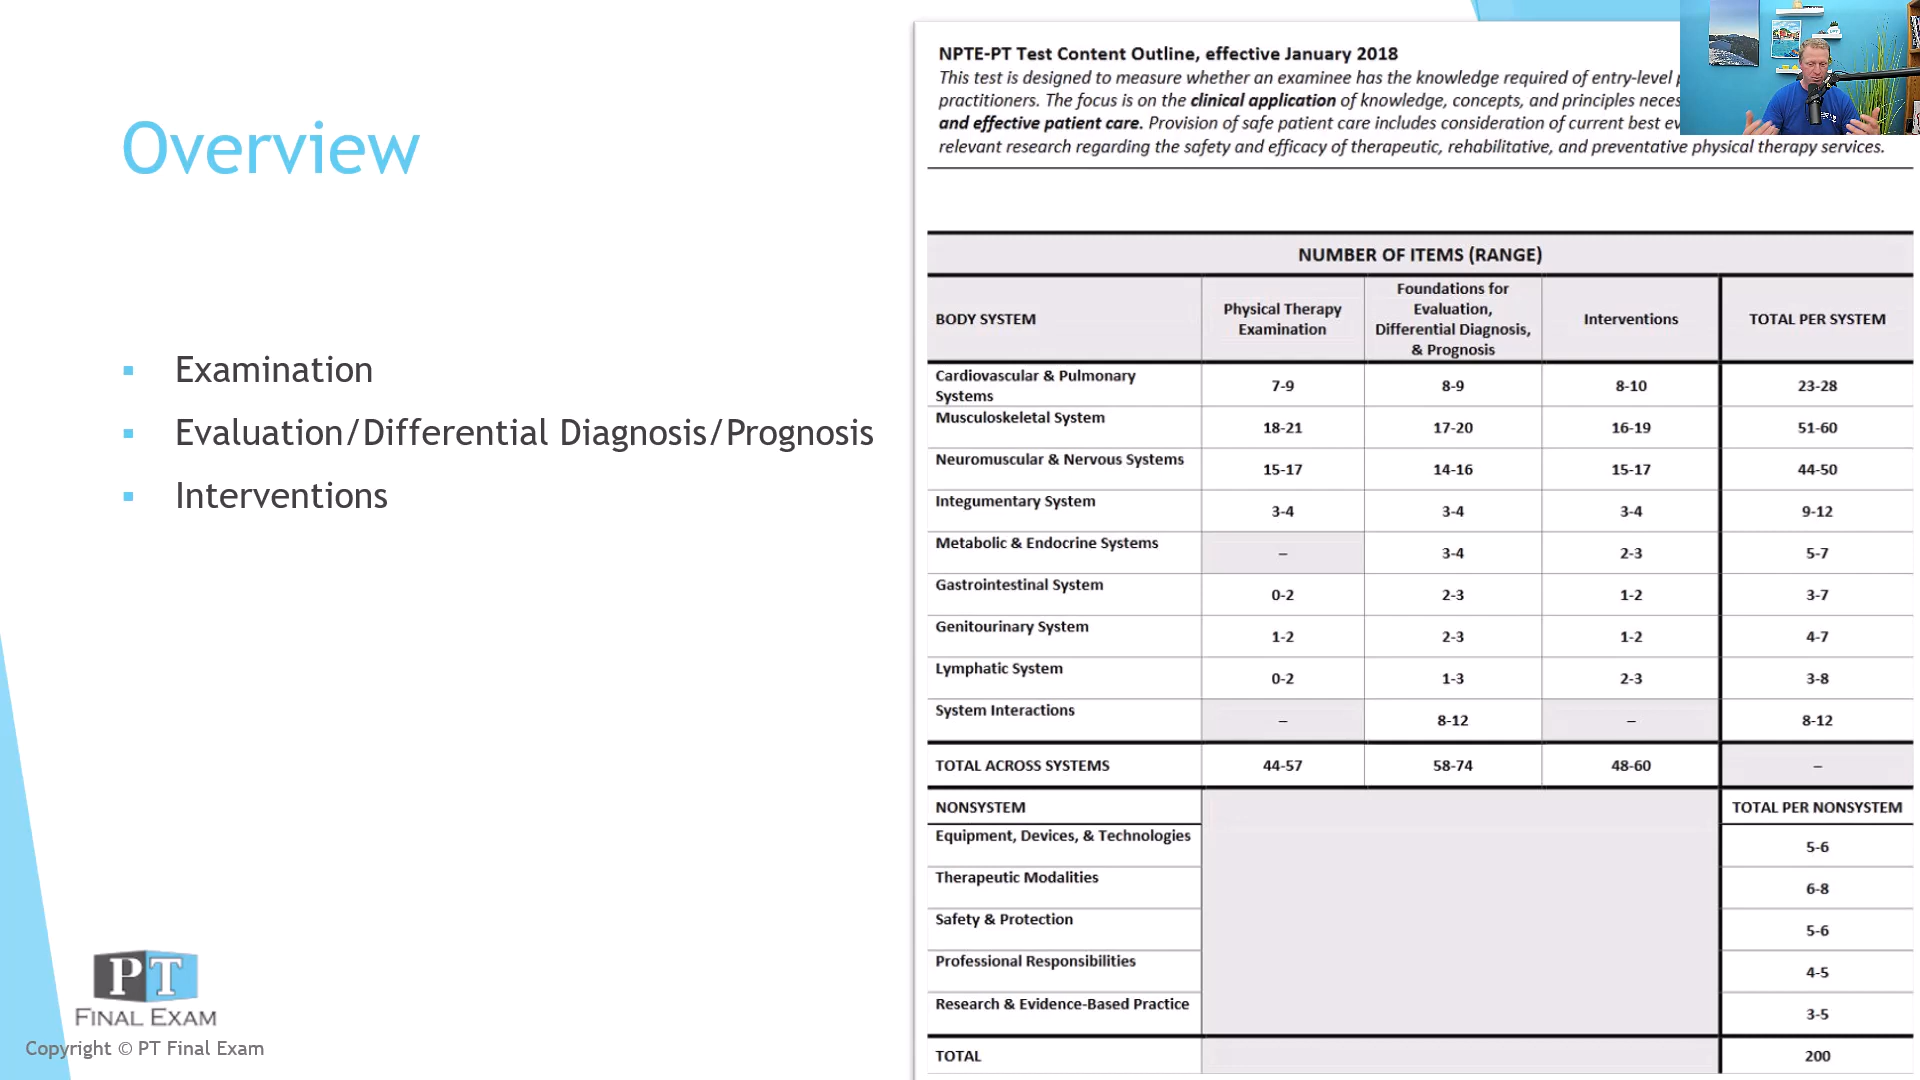 Overview
▪ Examination
▪ Evaluation/Differential Diagnosis/Prognosis
▪ Interventions
PT
FINAL EXAM
Copyright © PT Final Exam
NPTE-PT Test Content Outline, effective January 2018
This test is designed to measure whether an examinee has the knowledge required of entry-level
practitioners. The focus is on the clinical application of knowledge, concepts, and principles
and effective patient care. Provision of safe patient care includes consideration of current best
relevant research regarding the safety and efficacy of therapeutic, rehabilitative, and preventative physical therapy services.
NUMBER OF ITEMS (RANGE)
BODY SYSTEM Physical Therapy Examination Foundations for Evaluation, Differential Diagnosis, & Prognosis Interventions TOTAL PER SYSTEM
Cardiovascular & Pulmonary Systems 7-9 8-9 8-10 23-28
Musculoskeletal System 18-21 17-20 16-19 51-60
Neuromuscular & Nervous Systems 15-17 14-16 15-17 44-50
Integumentary System 3-4 3-4 3-4 9-12
Metabolic & Endocrine Systems – 3-4 2-3 5-7
Gastrointestinal System 0-2 2-3 1-2 3-7
Genitourinary System 1-2 2-3 1-2 4-7
Lymphatic System 0-2 1-3 2-3 3-8
System Interactions – 8-12 – 8-12
TOTAL ACROSS SYSTEMS 44-57 58-74 48-60 –
NONSYSTEM TOTAL PER NONSYSTEM
Equipment, Devices, & Technologies 5-6
Therapeutic Modalities 6-8
Safety & Protection 5-6
Professional Responsibilities 4-5
Research & Evidence-Based Practice 3-5
TOTAL 200